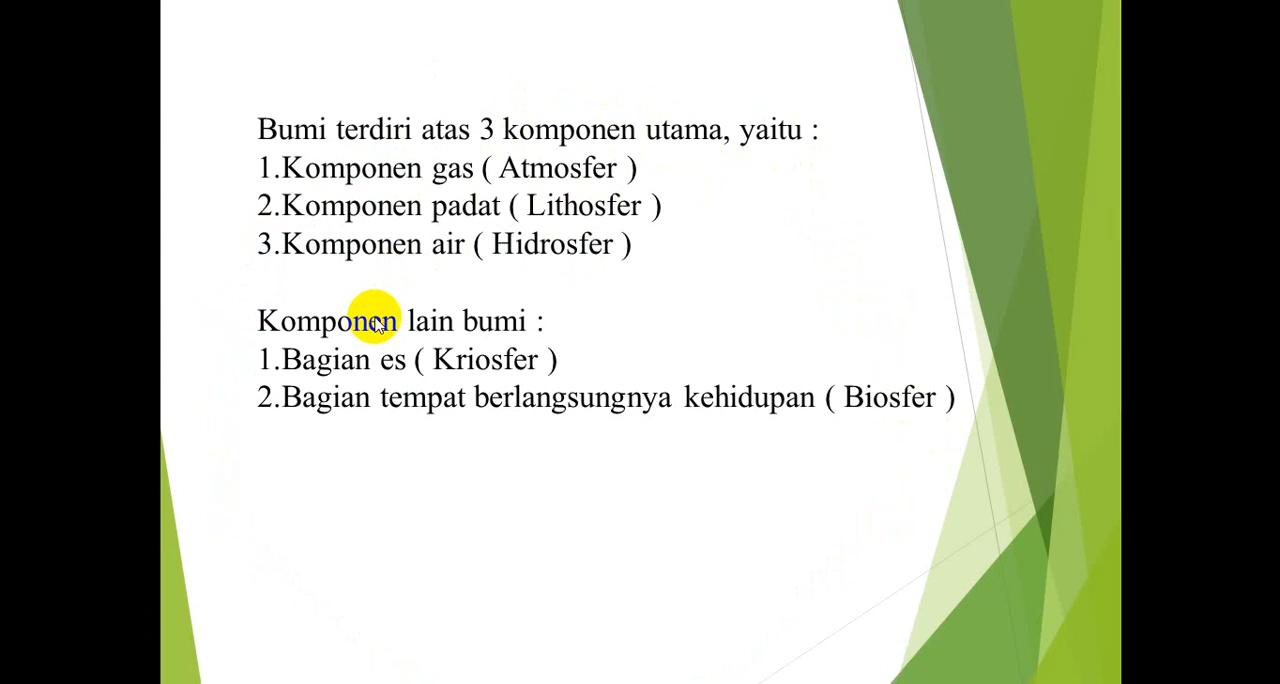 Bumi terdiri atas 3 komponen utama, yaitu :
1.Komponen gas ( Atmosfer )
2.Komponen padat ( Lithosfer )
3.Komponen air ( Hidrosfer )
Komponen lain bumi :
1.Bagian es ( Kriosfer )
2.Bagian tempat berlangsungnya kehidupan ( Biosfer )